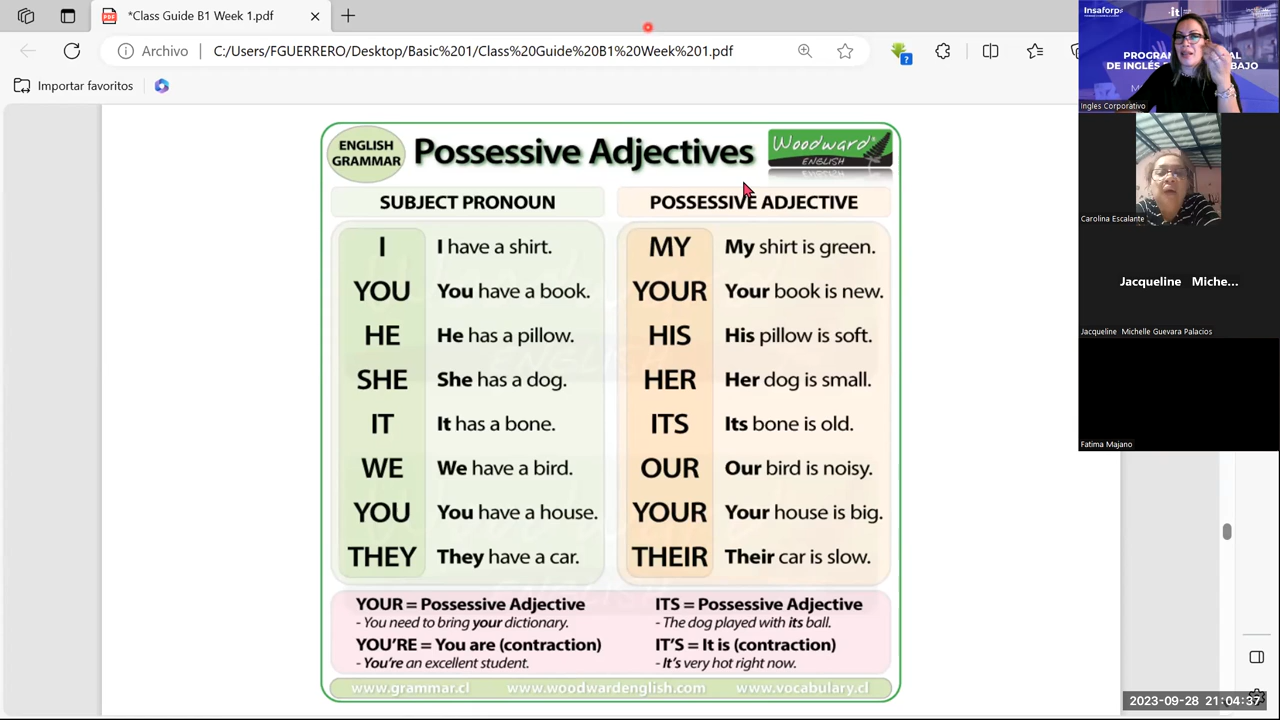 *Class Guide B1 Week 1.pdf
Archivo
C:/Users/FGUERRERO/Desktop/Basic%201/Class%20Guide%20B1%20Week%201.pdf
Importar favoritos
ENGLISH
GRAMMAR
Possessive Adjectives
Woodward
ENGLISH
SUBJECT PRONOUN
POSSESSIVE ADJECTIVE
I I have a shirt. MY My shirt is green.
YOU You have a book. YOUR Your book is new.
HE He has a pillow. HIS His pillow is soft.
SHE She has a dog. HER Her dog is small.
IT It has a bone. ITS Its bone is old.
WE We have a bird. OUR Our bird is noisy.
YOU You have a house. YOUR Your house is big.
THEY They have a car. THEIR Their car is slow.
YOUR = Possessive Adjective
- You need to bring your dictionary.
YOU'RE = You are (contraction)
- You're an excellent student.
ITS = Possessive Adjective
- The dog played with its ball.
IT'S = It is (contraction)
- It's very hot right now.
www.grammar.cl www.woodwardenglish.com www.vocabulary.cl
Insaforp
it
Ingles Corporativo
Carolina Escalante
Jacqueline Miche...
Jacqueline Michelle Guevara Palacios
Fatima Majano
2023-09-28 21:04:37